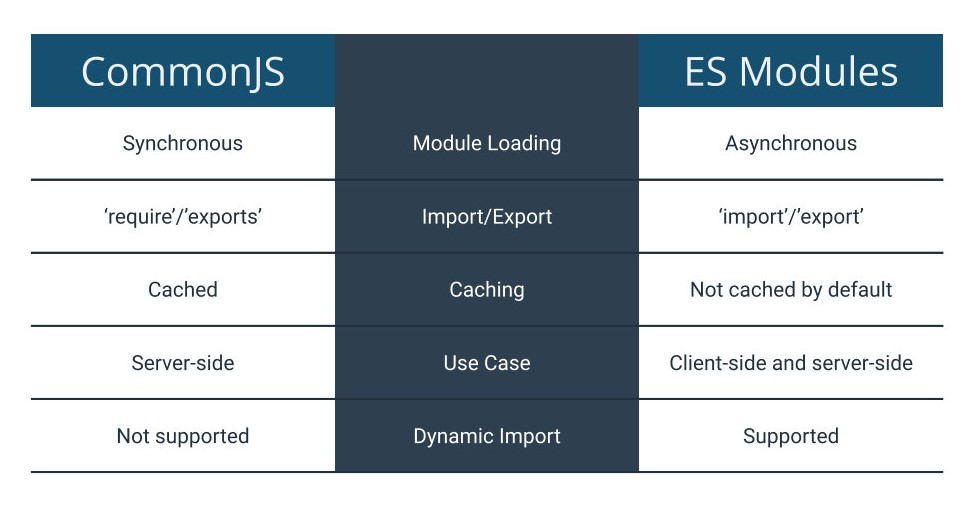 CommonJS ES Modules
Synchronous Module Loading Asynchronous
‘require’/’exports’ Import/Export ‘import’/’export’
Cached Caching Not cached by default
Server-side Use Case Client-side and server-side
Not supported Dynamic Import Supported